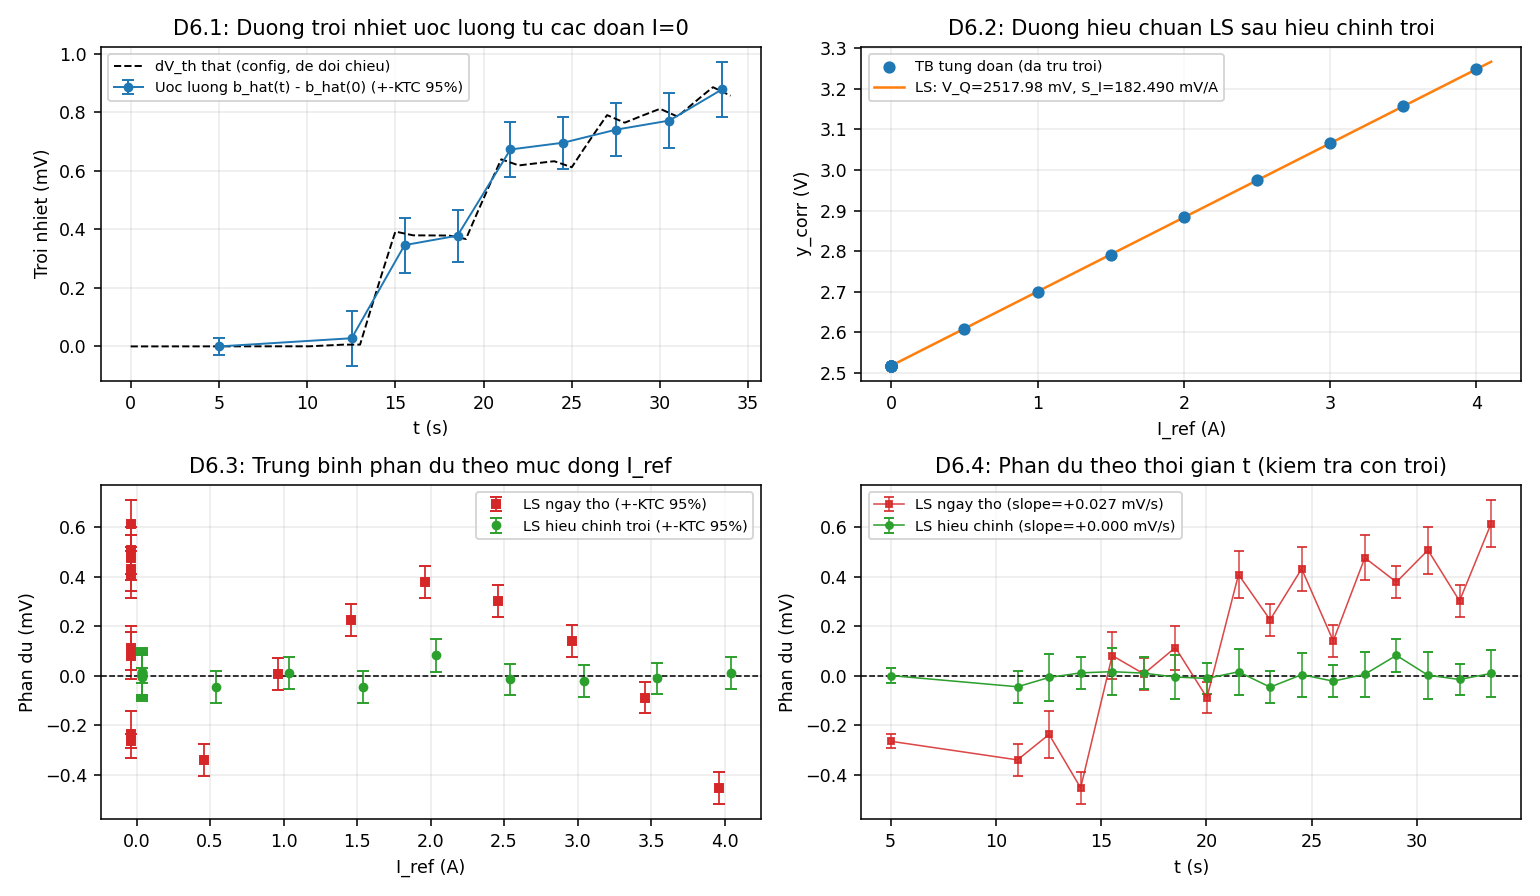 D6.1: Duong troi nhiet uoc luong tu cac doan I=0
dV_th that (config, de doi chieu)
Uoc luong b_hat(t) - b_hat(0) (+-KTC 95%)
Troi nhiet (mV)
1.0
0.8
0.6
0.4
0.2
0.0
0 5 10 15 20 25 30 35
t (s)
D6.2: Duong hieu chuan LS sau hieu chinh troi
TB tung doan (da tru troi)
LS: V_Q=2517.98 mV, S_I=182.490 mV/A
y_corr (V)
3.3
3.2
3.1
3.0
2.9
2.8
2.7
2.6
2.5
0 1 2 3 4
I_ref (A)
D6.3: Trung binh phan du theo muc dong I_ref
LS ngay tho (+-KTC 95%)
LS hieu chinh troi (+-KTC 95%)
Phan du (mV)
0.6
0.4
0.2
0.0
−0.2
−0.4
0.0 0.5 1.0 1.5 2.0 2.5 3.0 3.5 4.0
I_ref (A)
D6.4: Phan du theo thoi gian t (kiem tra con troi)
LS ngay tho (slope=+0.027 mV/s)
LS hieu chinh (slope=+0.000 mV/s)
Phan du (mV)
0.6
0.4
0.2
0.0
−0.2
−0.4
5 10 15 20 25 30
t (s)